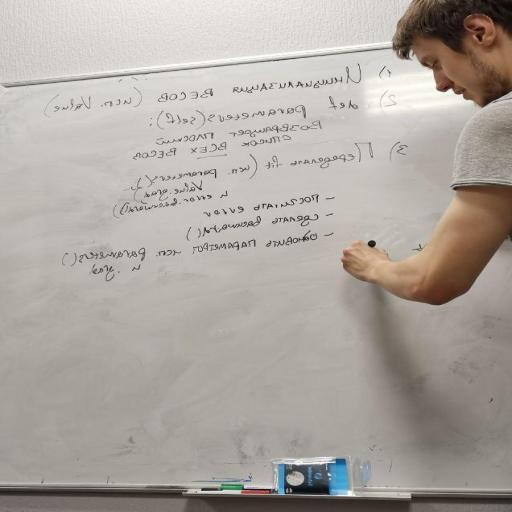 1) Инициализация весов (исп. Value)
2) def parameters(self):
Возвращает плоский
список всех весов
3) Переделать fit (исп. parameters(),
Value.grad
и error.backward())
- посчитать error
- сделать backward()
- обновить параметры исп. parameters()
и .grad